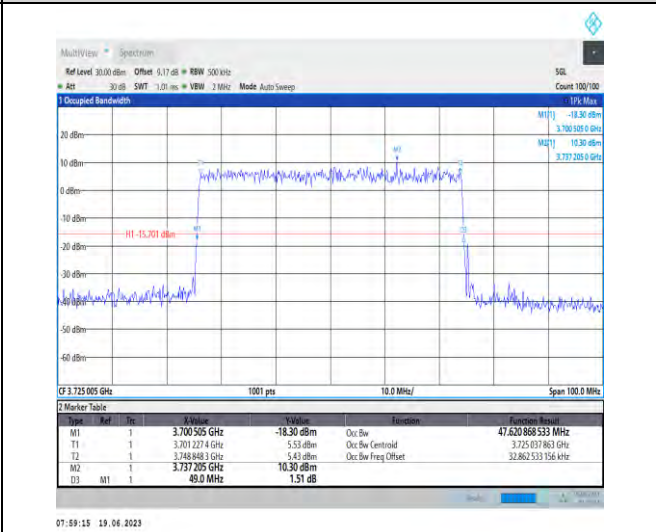 MultiView Spectrum
Ref Level 30.00 dBm Offset 9.17 dB RBW 500 kHz SGL
Att 30 dB SWT 1.01 ms VBW 2 MHz Mode Auto Sweep Count 100/100
1 Occupied Bandwidth 1Pk Max
M1[1] -18.30 dBm
3.700 505 0 GHz
M2[1] 10.30 dBm
3.737 205 0 GHz
20 dBm
10 dBm
0 dBm
-10 dBm
H1 -15.701 dBm
-20 dBm
-30 dBm
-40 dBm
-50 dBm
-60 dBm
M2
T1
M1
D3
CF 3.725 005 GHz 1001 pts 10.0 MHz/ Span 100.0 MHz
2 Marker Table
Type Ref Trc X-Value Y-Value Function Function Result
M1 1 3.700 505 GHz -18.30 dBm Occ Bw 47.620 868 533 MHz
T1 1 3.701 227 4 GHz 5.53 dBm Occ Bw Centroid 3.725 037 863 GHz
T2 1 3.748 848 3 GHz 5.43 dBm Occ Bw Freq Offset 32.862 533 156 kHz
M2 1 3.737 205 GHz 10.30 dBm
D3 M1 1 49.0 MHz 1.51 dB
07:59:15 19.06.2023